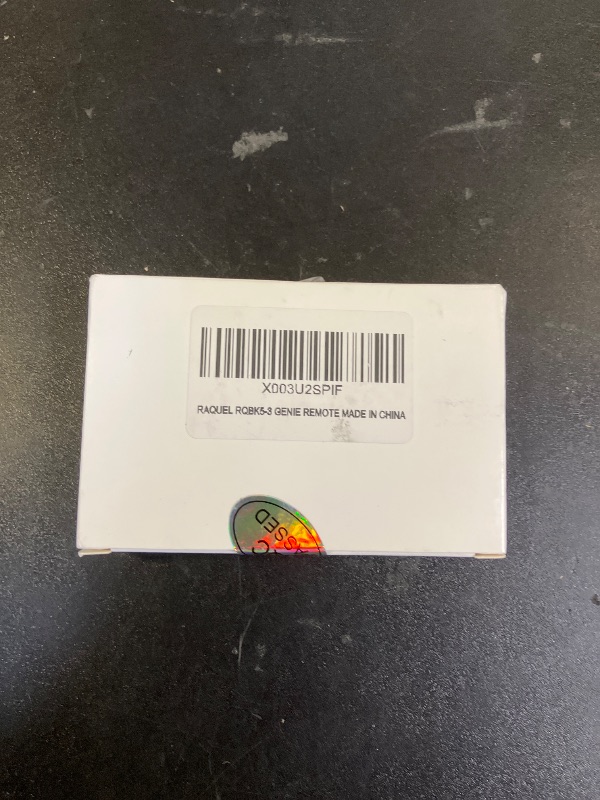 X003U2SPIF
RAQUEL RQBK5-3 GENIE REMOTE MADE IN CHINA